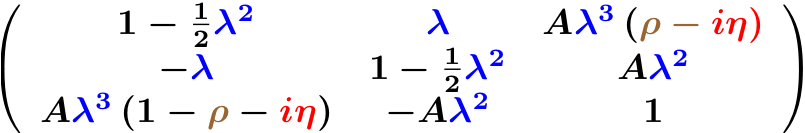 1 − ½λ² λ Aλ³ (ρ − iη)
−λ 1 − ½λ² Aλ²
Aλ³ (1 − ρ − iη) −Aλ² 1